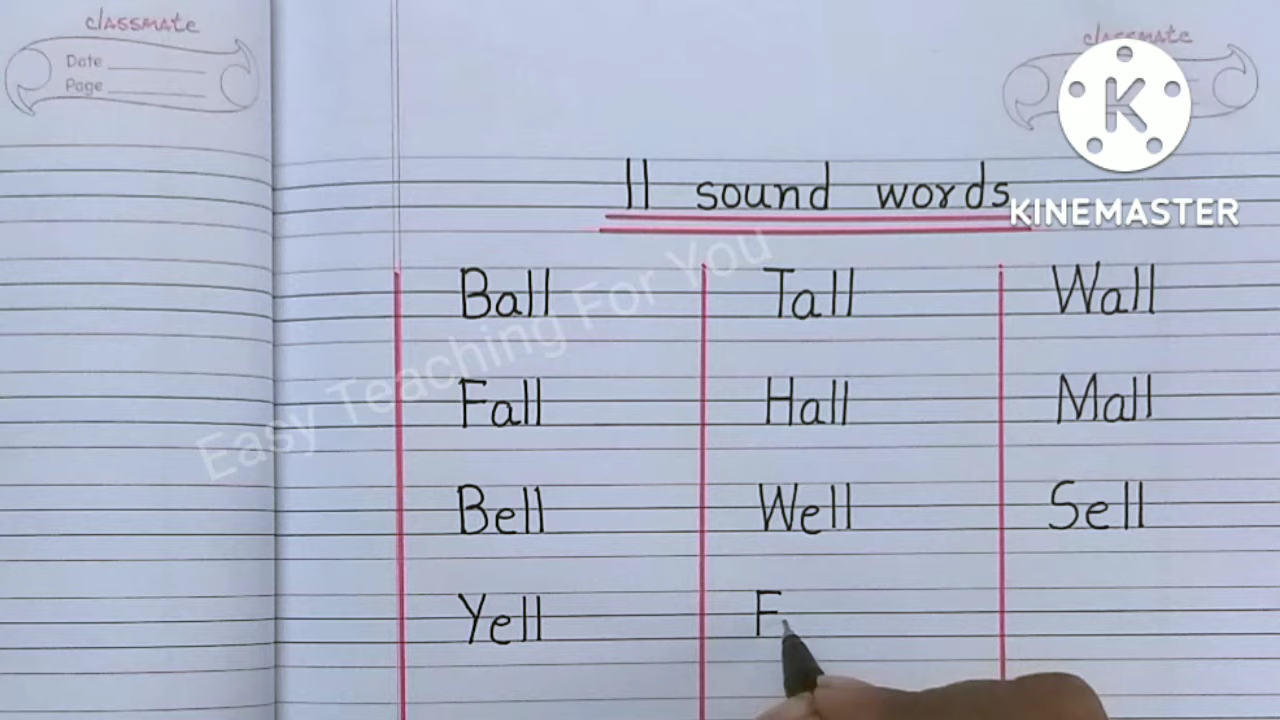 classmate
Date
Page
classmate
KINEMASTER
ll sound words
Easy Teaching For You
Ball Tall Wall
Fall Hall Mall
Bell Well Sell
Yell F